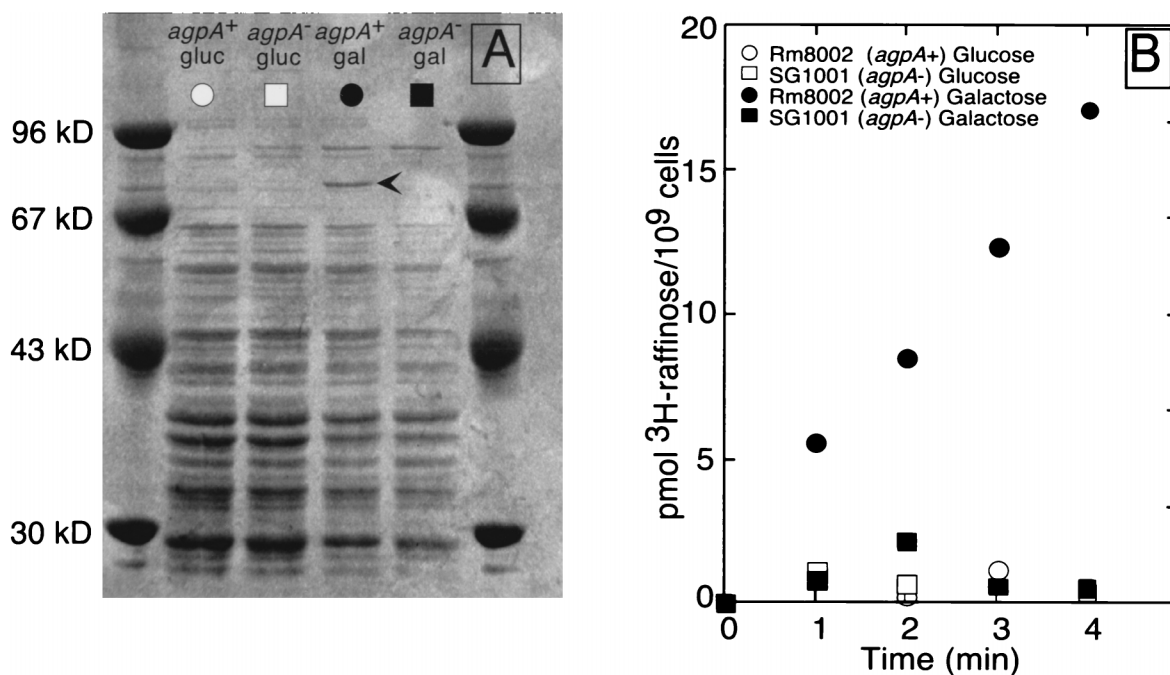 agpA+ agpA- agpA+ agpA-
gluc gluc gal gal
A
96 kD
67 kD
43 kD
30 kD
B
Rm8002 (agpA+) Glucose
SG1001 (agpA-) Glucose
Rm8002 (agpA+) Galactose
SG1001 (agpA-) Galactose
pmol ³H-raffinose/10⁹ cells
20
15
10
5
0
0 1 2 3 4
Time (min)